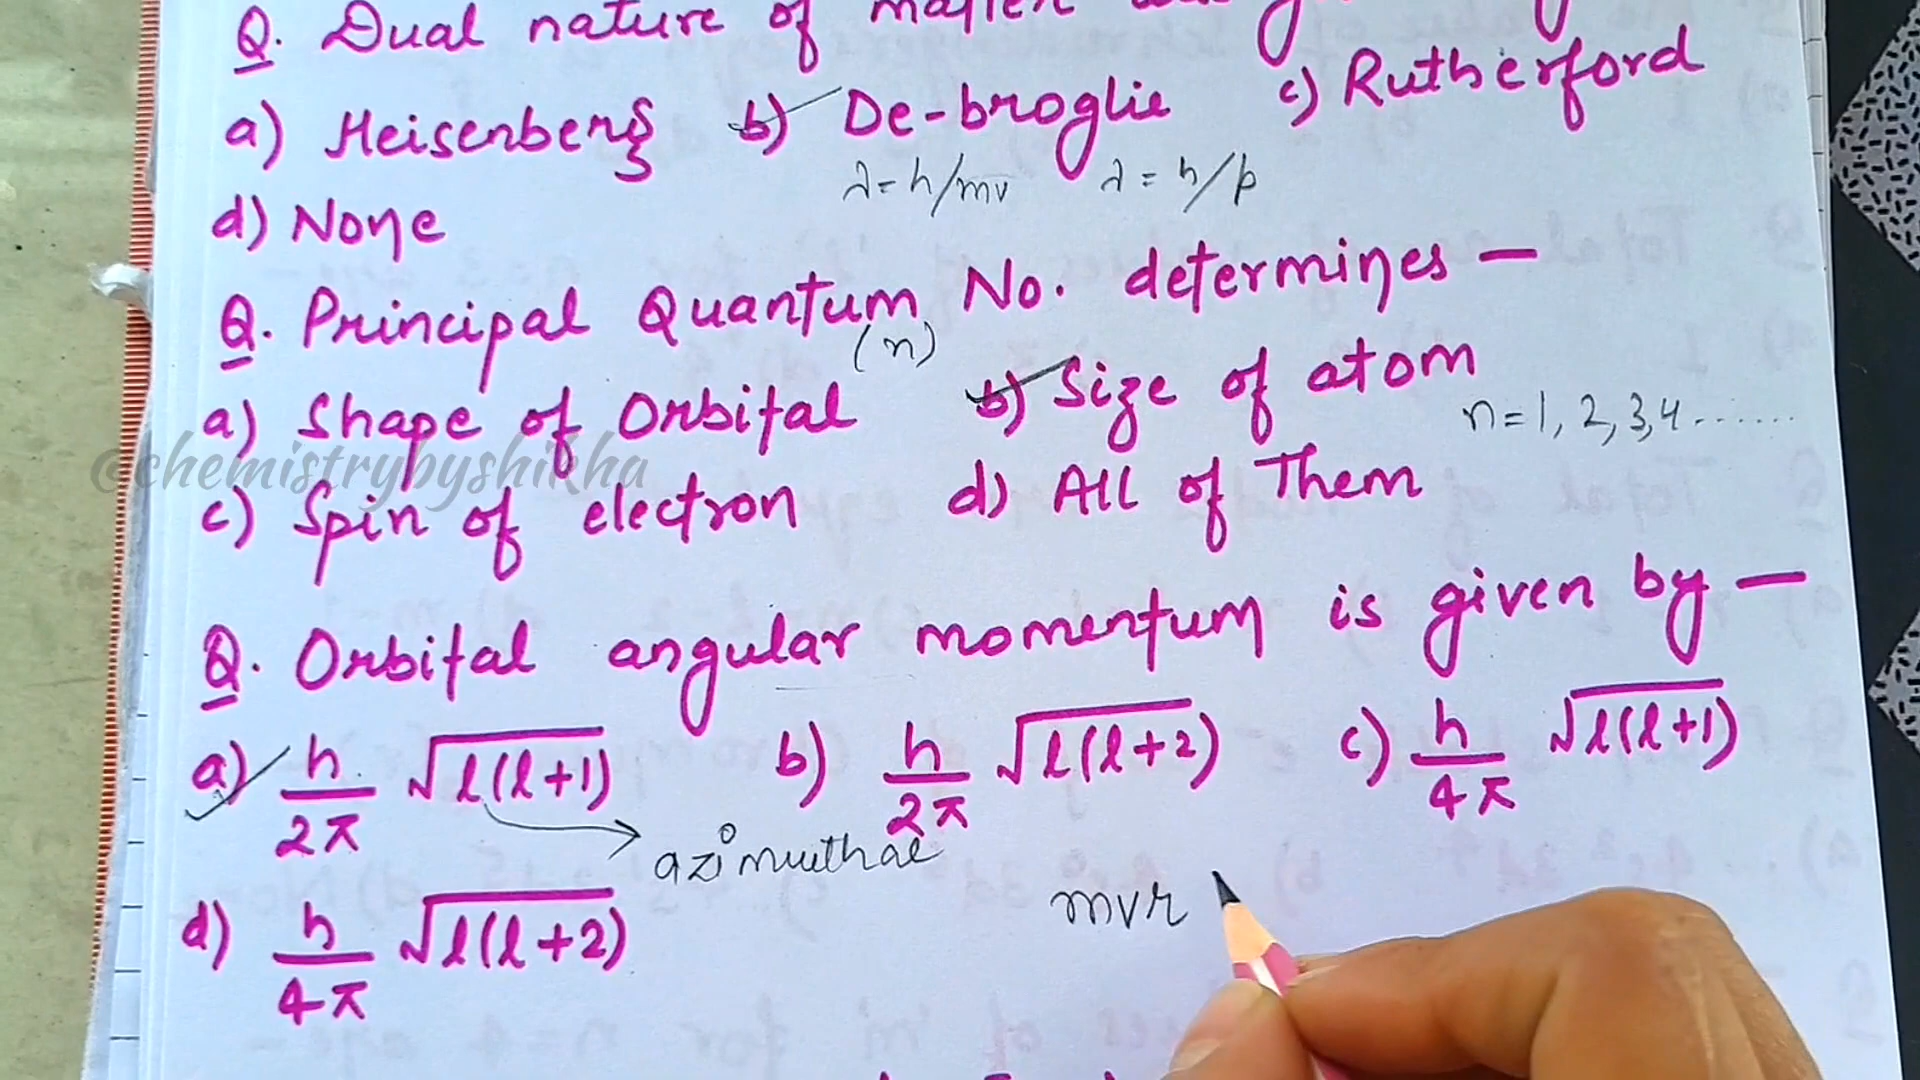 Q. Dual nature of matter
a) Heisenberg b) De-broglie c) Rutherford
λ=h/mv λ=h/p
d) None
Q. Principal Quantum No. determines —
(n)
a) Shape of Orbital b) Size of atom
n=1,2,3,4.......
@chemistrybyshikha
c) Spin of electron d) All of Them
Q. Orbital angular momentum is given by —
a) h/2π √l(l+1) b) h/2π √l(l+2) c) h/4π √l(l+1)
azimuthal
mvr
d) h/4π √l(l+2)